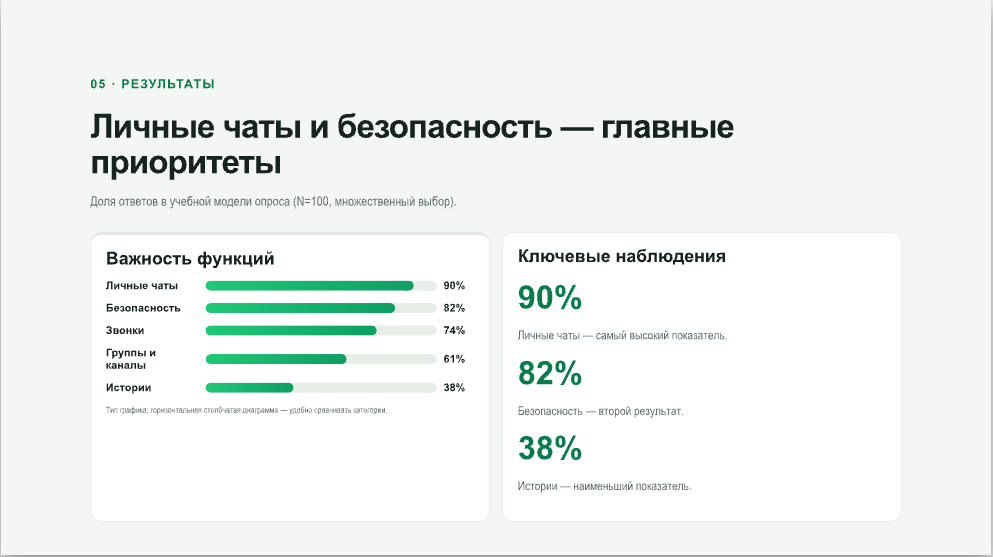 05 · РЕЗУЛЬТАТЫ
Личные чаты и безопасность — главные
приоритеты
Доля ответов в учебной модели опроса (N=100, множественный выбор).
Важность функций
Личные чаты 90%
Безопасность 82%
Звонки 74%
Группы и
каналы 61%
Истории 38%
Тип графика: горизонтальная столбчатая диаграмма — удобно сравнивать категории.
Ключевые наблюдения
90%
Личные чаты — самый высокий показатель.
82%
Безопасность — второй результат.
38%
Истории — наименьший показатель.